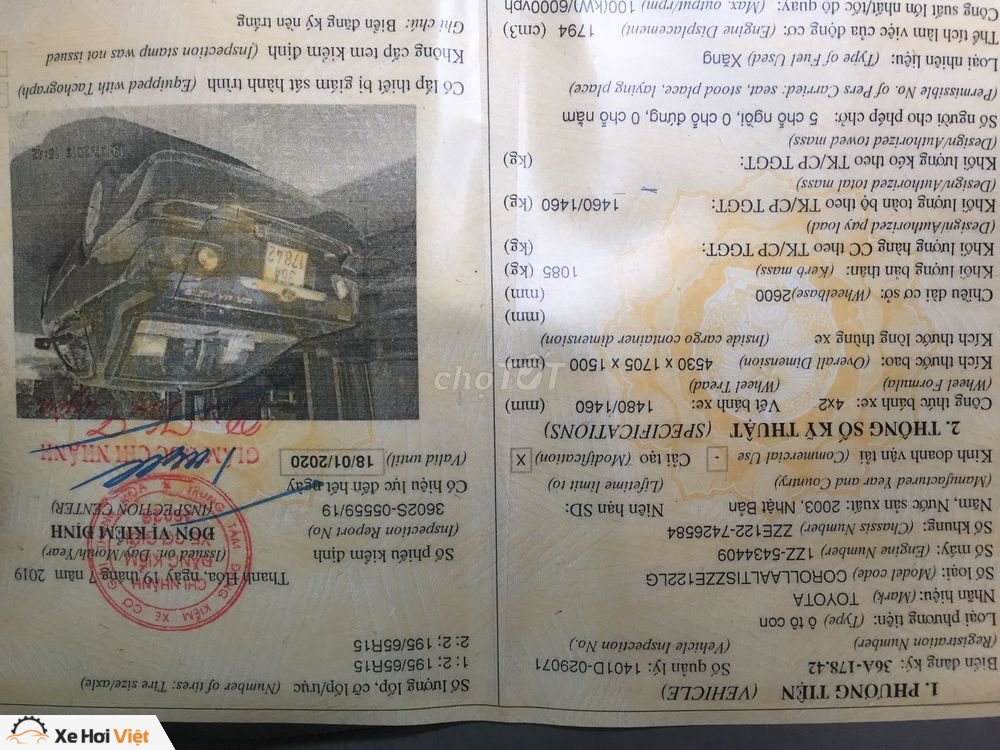 1. PHƯƠNG TIỆN (VEHICLE)
Biển đăng ký: 36A-178.42 Số quản lý: 1401D-029071
(Registration Number) (Vehicle Inspection No.)
Loại phương tiện: (Type) ô tô con
Nhãn hiệu: (Mark) TOYOTA
Số loại: (Model code) COROLLAALTISZZE122LG
Số máy: (Engine Number) 1ZZ-5434409
Số khung: (Chassis Number) ZZE122-7426584
Năm, Nước sản xuất: 2003, Nhật Bản Niên hạn SD:
(Manufactured Year and Country) (Lifetime limit to)
Kinh doanh vận tải (Commercial Use) - Cải tạo (Modification) X
2. THÔNG SỐ KỸ THUẬT (SPECIFICATIONS)
Công thức bánh xe: 4x2 Vết bánh xe: 1480/1460 (mm)
(Wheel Formula) (Wheel Tread)
Kích thước bao: (Overall Dimension) 4530 x 1705 x 1500 (mm)
Kích thước lòng thùng xe (Inside cargo container dimension)
(mm)
Chiều dài cơ sở: (Wheelbase) 2600 (mm)
Khối lượng bản thân: (Kerb mass) 1085 (kg)
Khối lượng hàng CC theo TK/CP TGGT: (kg)
(Design/Authorized pay load)
Khối lượng toàn bộ theo TK/CP TGGT: 1460/1460 (kg)
(Design/Authorized total mass)
Khối lượng kéo theo TK/CP TGGT: (kg)
(Design/Authorized towed mass)
Số người cho phép chở: 5 chỗ ngồi, 0 chỗ đứng, 0 chỗ nằm
(Permissible No. of Pers Carried: seat, stood place, laying place)
Loại nhiên liệu: (Type of Fuel Used) Xăng
Thể tích làm việc của động cơ: (Engine Displacement) 1794 (cm3)
Công suất lớn nhất/tốc độ quay: (Max. output/rpm) 100(kW)/6000vph
Số lượng lốp, cỡ lốp/trục (Number of tires; Tire size/axle)
1: 2; 195/65R15
2: 2; 195/65R15
Thanh Hóa, ngày 19 tháng 7 năm 2019
(Issued on: Day/Month/Year)
Số phiếu kiểm định
(Inspection Report No)
3602S-05559/19
ĐƠN VỊ KIỂM ĐỊNH
(INSPECTION CENTER)
Có hiệu lực đến hết ngày
(Valid until) 18/01/2020
GIÁM ĐỐC CHI NHÁNH
CHI NHÁNH
ĐĂNG KIỂM
XE CƠ GIỚI
36A
178.42
Có lắp thiết bị giám sát hành trình (Equipped with Tachograph)
Không cấp tem kiểm định (Inspection stamp was not issued)
Ghi chú: Biển đăng ký nền trắng
choTỐT
Xe Hơi Việt